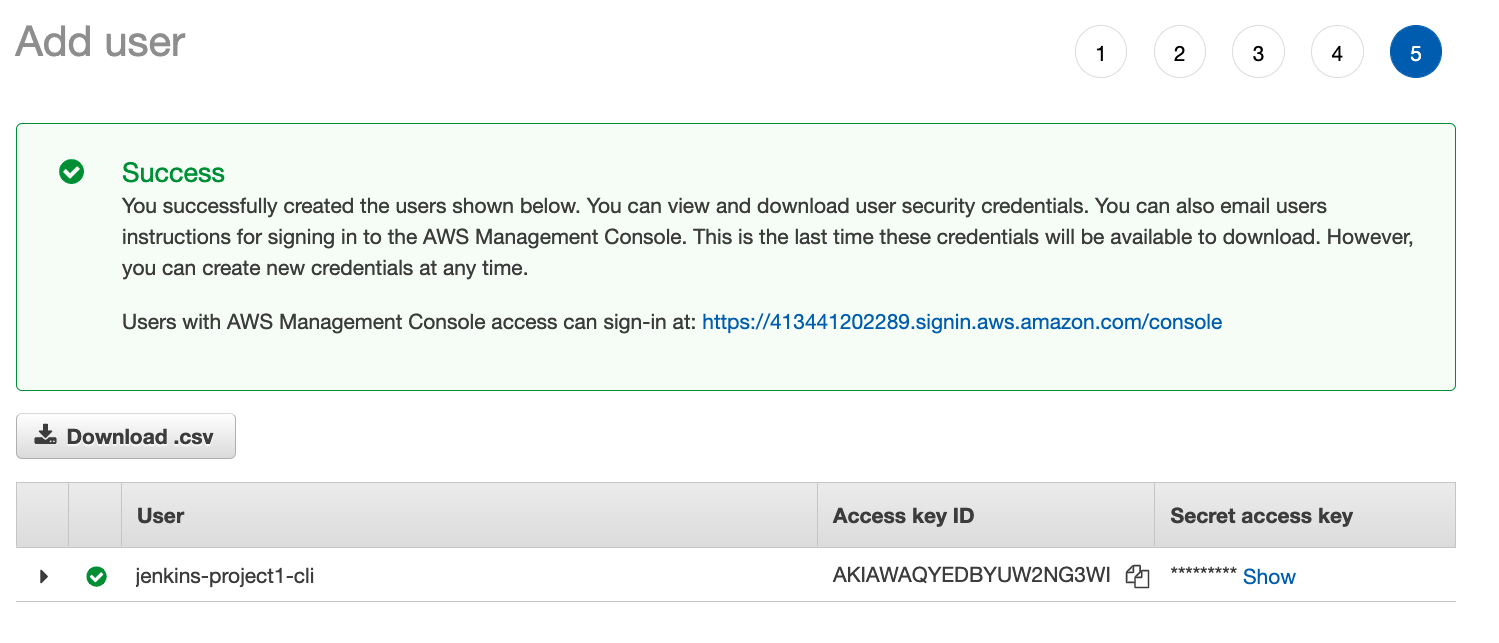 Add user
1 2 3 4 5
Success
You successfully created the users shown below. You can view and download user security credentials. You can also email users
instructions for signing in to the AWS Management Console. This is the last time these credentials will be available to download. However,
you can create new credentials at any time.
Users with AWS Management Console access can sign-in at: https://413441202289.signin.aws.amazon.com/console
Download .csv
User Access key ID Secret access key
jenkins-project1-cli AKIAWAQYEDBYUW2NG3WI ********* Show